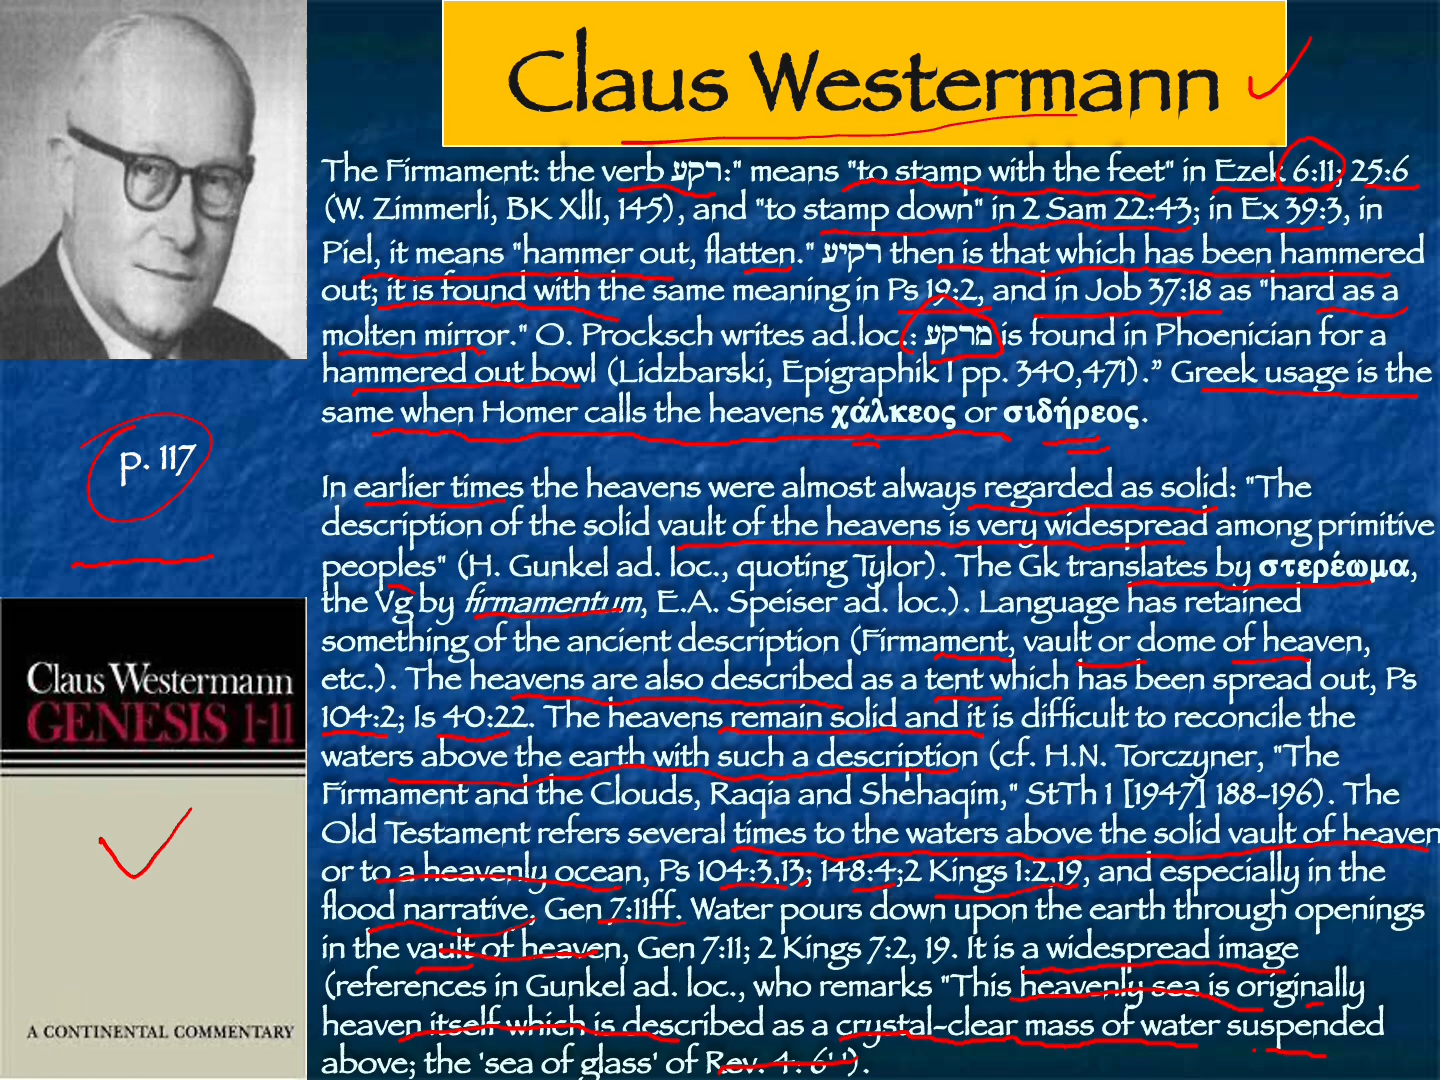 Claus Westermann
The Firmament: the verb רקע:" means "to stamp with the feet" in Ezek 6:11; 25:6
(W. Zimmerli, BK XllI, 145), and "to stamp down" in 2 Sam 22:43; in Ex 39:3, in
Piel, it means "hammer out, flatten." רקיע then is that which has been hammered
out; it is found with the same meaning in Ps 19:2, and in Job 37:18 as "hard as a
molten mirror." O. Procksch writes ad.loc.: מרקע is found in Phoenician for a
hammered out bowl (Lidzbarski, Epigraphik I pp. 340,471).” Greek usage is the
same when Homer calls the heavens χάλκεος or σιδήρεος.
p. 117
In earlier times the heavens were almost always regarded as solid: "The
description of the solid vault of the heavens is very widespread among primitive
peoples" (H. Gunkel ad. loc., quoting Tylor). The Gk translates by στερέωμα,
the Vg by firmamentum, E.A. Speiser ad. loc.). Language has retained
something of the ancient description (Firmament, vault or dome of heaven,
etc.). The heavens are also described as a tent which has been spread out, Ps
104:2; Is 40:22. The heavens remain solid and it is difficult to reconcile the
waters above the earth with such a description (cf. H.N. Torczyner, "The
Firmament and the Clouds, Raqia and Shehaqim," StTh 1 [1947] 188-196). The
Old Testament refers several times to the waters above the solid vault of heaven
or to a heavenly ocean, Ps 104:3,13; 148:4;2 Kings 1:2,19, and especially in the
flood narrative, Gen 7:11ff. Water pours down upon the earth through openings
in the vault of heaven, Gen 7:11; 2 Kings 7:2, 19. It is a widespread image
(references in Gunkel ad. loc., who remarks "This heavenly sea is originally
heaven itself which is described as a crystal-clear mass of water suspended
above; the 'sea of glass' of Rev. 4: 6' ').
Claus Westermann
GENESIS 1-11
A CONTINENTAL COMMENTARY